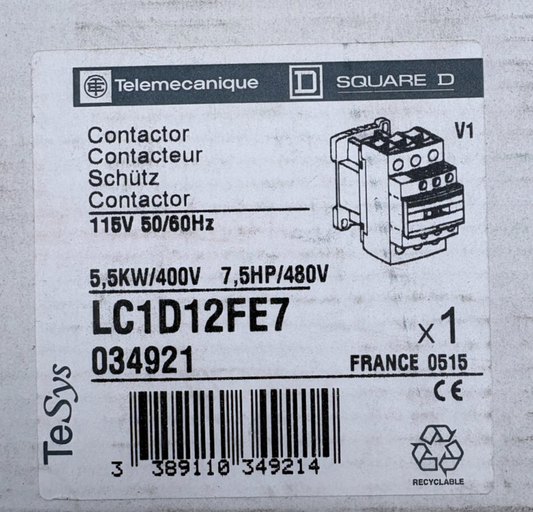 Telemecanique SQUARE D
Contactor
Contacteur
Schütz
Contactor
V1
115V 50/60Hz
5,5KW/400V 7,5HP/480V
LC1D12FE7
x1
034921
FRANCE 0515
CE
TeSys
3 389110 349214
RECYCLABLE